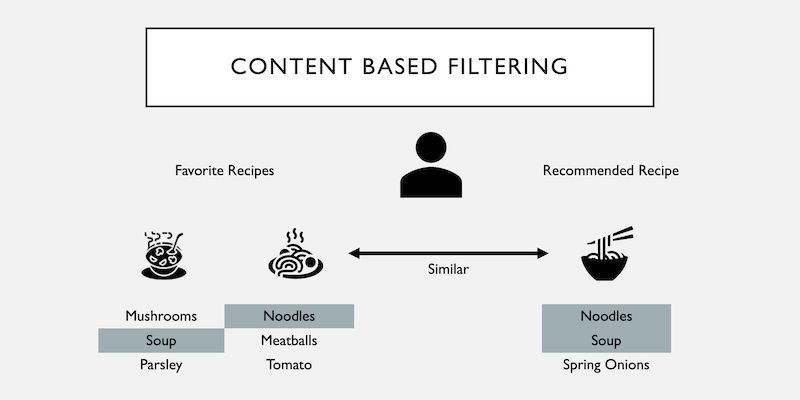 CONTENT BASED FILTERING
Favorite Recipes
Recommended Recipe
Similar
Mushrooms
Soup
Parsley
Noodles
Meatballs
Tomato
Noodles
Soup
Spring Onions